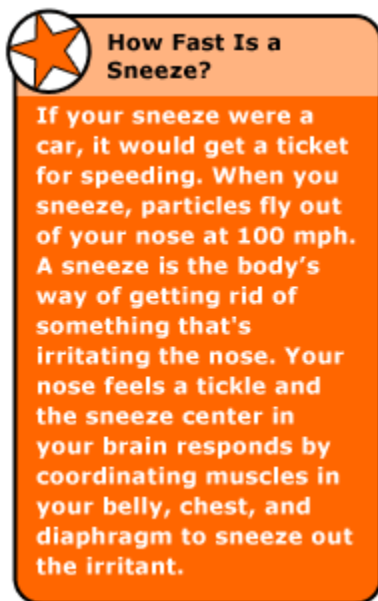 How Fast Is a
Sneeze?
If your sneeze were a
car, it would get a ticket
for speeding. When you
sneeze, particles fly out
of your nose at 100 mph.
A sneeze is the body’s
way of getting rid of
something that's
irritating the nose. Your
nose feels a tickle and
the sneeze center in
your brain responds by
coordinating muscles in
your belly, chest, and
diaphragm to sneeze out
the irritant.